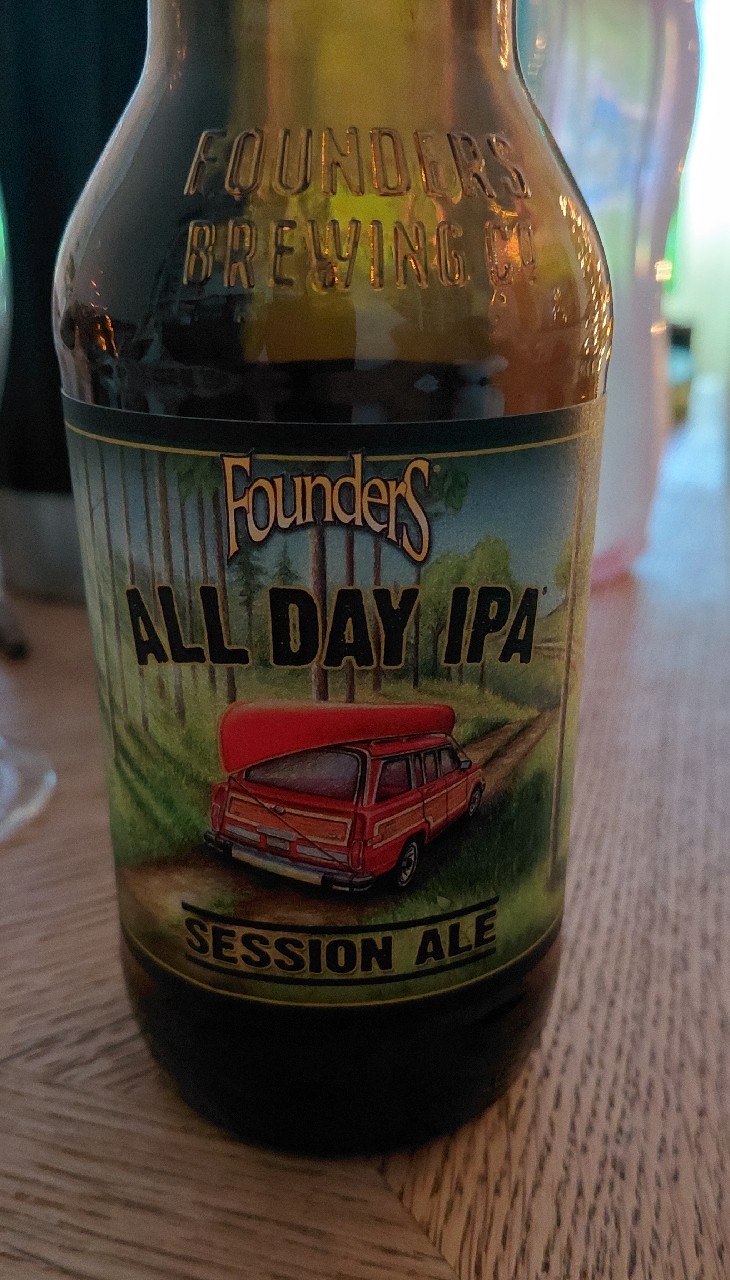 FOUNDERS
BREWING CO
Founders
ALL DAY IPA
SESSION ALE